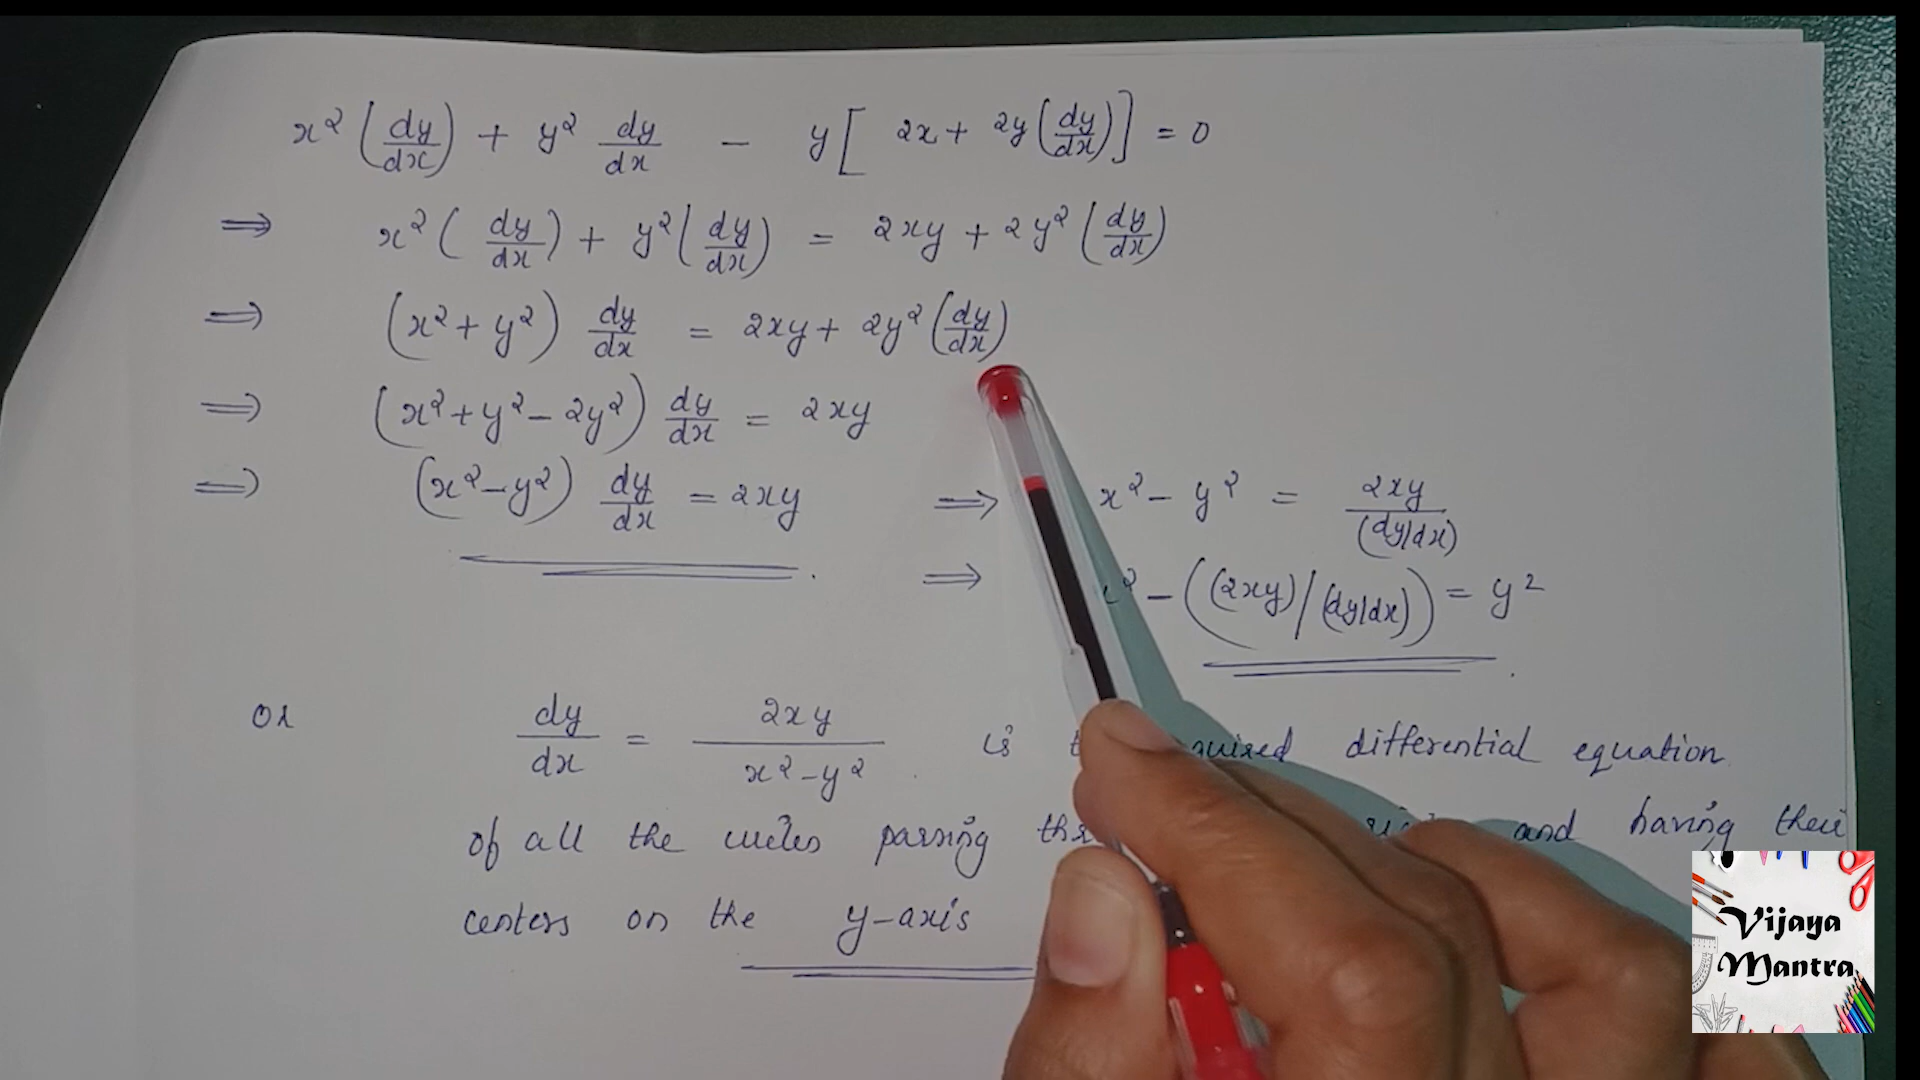 x² (dy/dx) + y² dy/dx - y[ 2x + 2y (dy/dx) ] = 0
⟹ x² (dy/dx) + y² (dy/dx) = 2xy + 2y² (dy/dx)
⟹ (x² + y²) dy/dx = 2xy + 2y² (dy/dx)
⟹ (x² + y² - 2y²) dy/dx = 2xy
⟹ (x² - y²) dy/dx = 2xy ⟹ x² - y² = 2xy/(dy/dx)
⟹ ² - ((2xy)/(dy/dx)) = y²
or dy/dx = 2xy/(x² - y²) is differential equation
of all the circles passing and having their
centers on the y-axis
Vijaya
Mantra